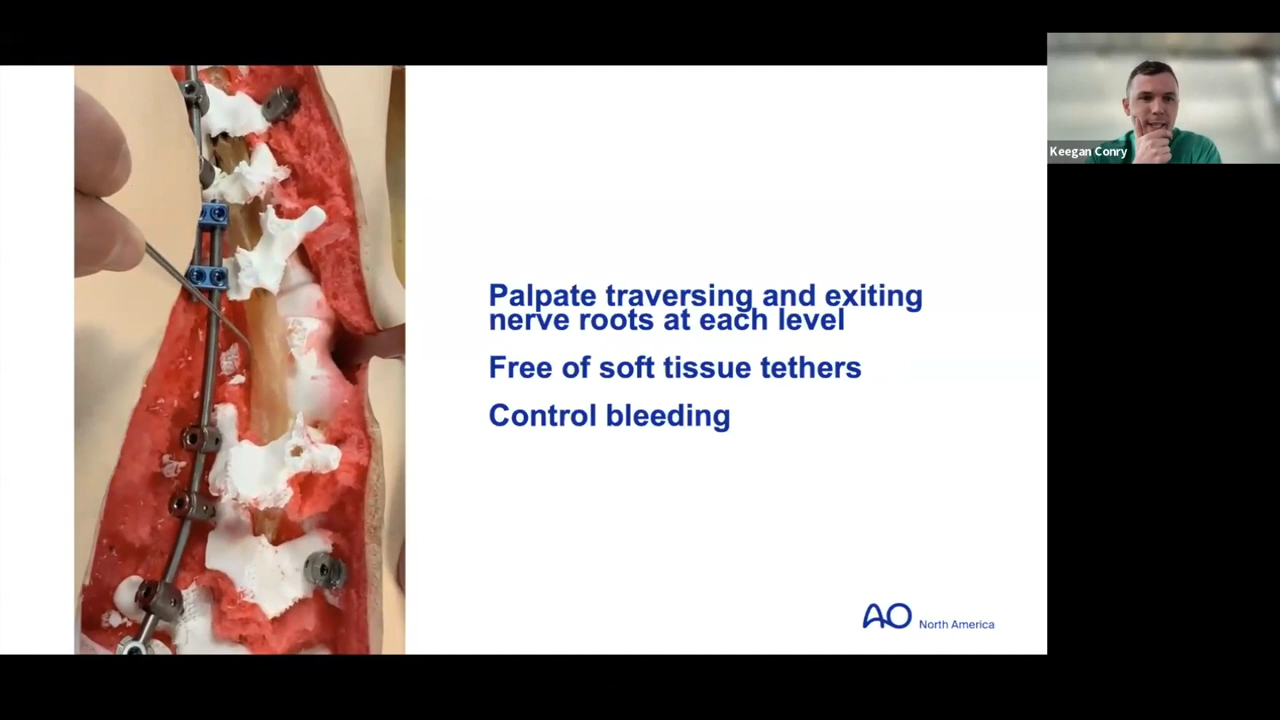 Keegan Conry
Palpate traversing and exiting
nerve roots at each level
Free of soft tissue tethers
Control bleeding
AO North America